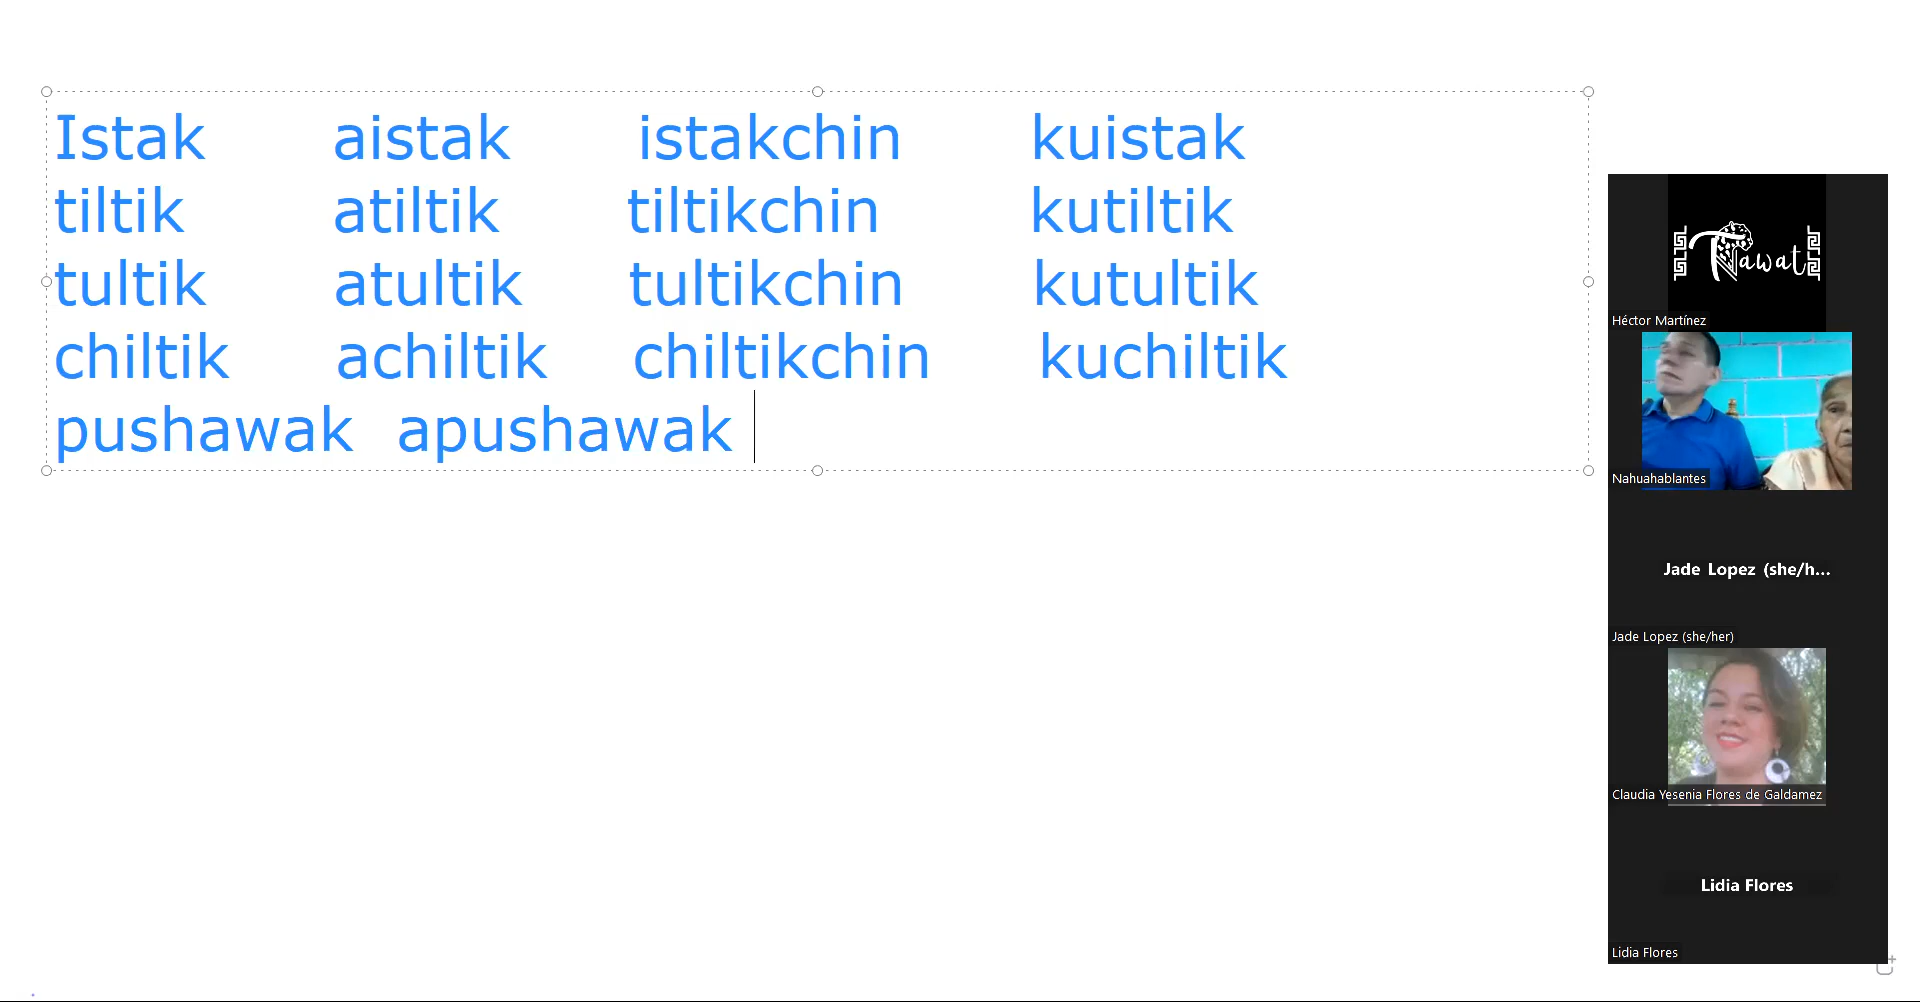 Istak aistak istakchin kuistak
tiltik atiltik tiltikchin kutiltik
tultik atultik tultikchin kutultik
chiltik achiltik chiltikchin kuchiltik
pushawak apushawak
Tawat
Héctor Martínez
Nahuahablantes
Jade Lopez (she/h...
Jade Lopez (she/her)
Claudia Yesenia Flores de Galdamez
Lidia Flores
Lidia Flores